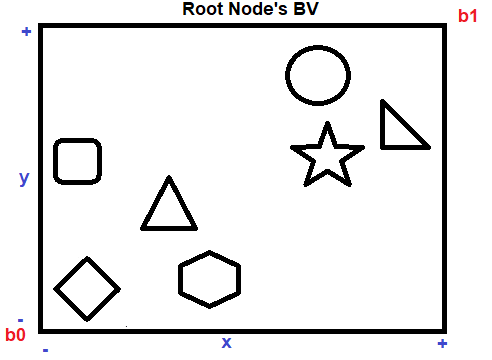 Root Node's BV
b1
+
y
-
b0
-
x
+